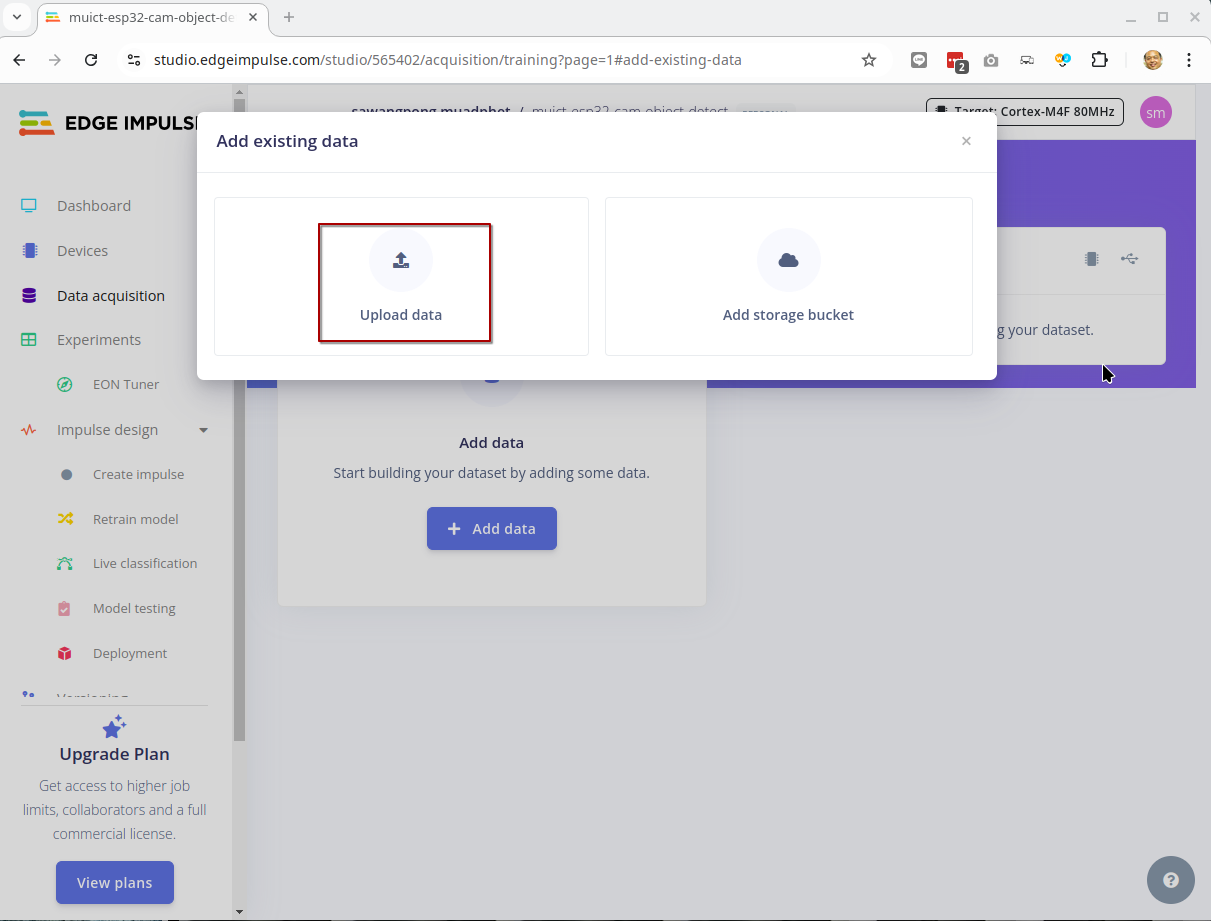 muict-esp32-cam-object-de
studio.edgeimpulse.com/studio/565402/acquisition/training?page=1#add-existing-data
2
EDGE IMPULS
sawangpong muadphet / muict-esp32-cam-object-detect
Target: Cortex-M4F 80MHz
sm
Add existing data
Upload data
Add storage bucket
g your dataset.
Dashboard
Devices
Data acquisition
Experiments
EON Tuner
Impulse design
Create impulse
Retrain model
Live classification
Model testing
Deployment
Versioning
Add data
Start building your dataset by adding some data.
+ Add data
Upgrade Plan
Get access to higher job
limits, collaborators and a full
commercial license.
View plans